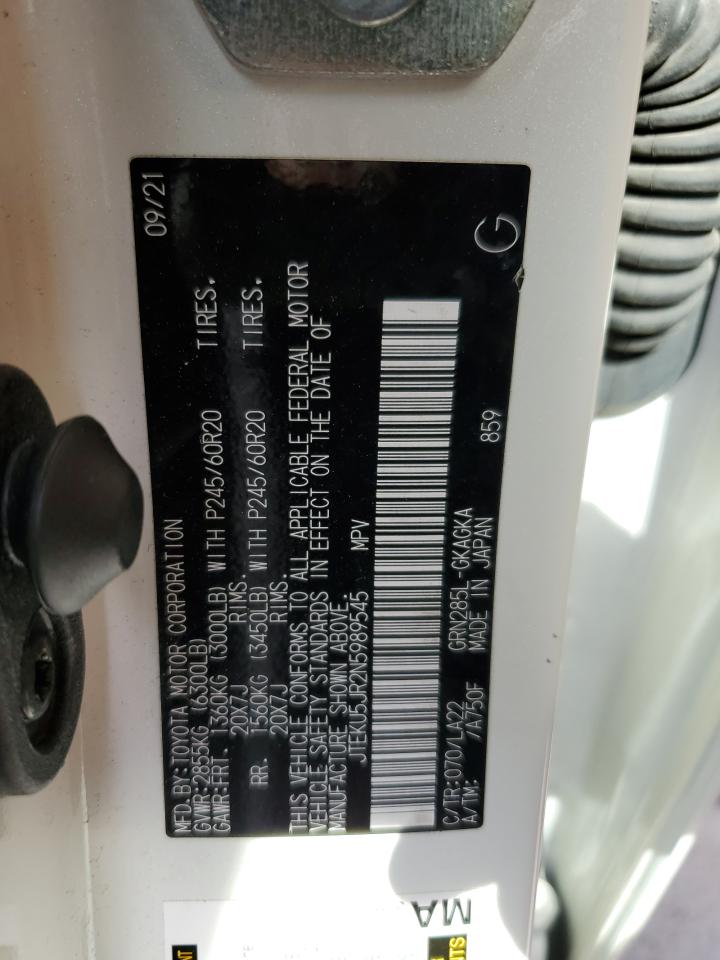 MFD.BY:TOYOTA MOTOR CORPORATION 09/21
GVWR:2855KG (6300LB)
GAWR:FRT. 1360KG (3000LB) WITH P245/60R20 TIRES.
20X7J RIMS.
RR. 1560KG (3450LB) WITH P245/60R20 TIRES.
20X7J RIMS.
THIS VEHICLE CONFORMS TO ALL APPLICABLE FEDERAL MOTOR
VEHICLE SAFETY STANDARDS IN EFFECT ON THE DATE OF
MANUFACTURE SHOWN ABOVE.
JTEKU5JR2N5989545 MPV
C/TR:070/LA22 GRN285L-GKAGKA 859
A/TM: /A750F MADE IN JAPAN
G